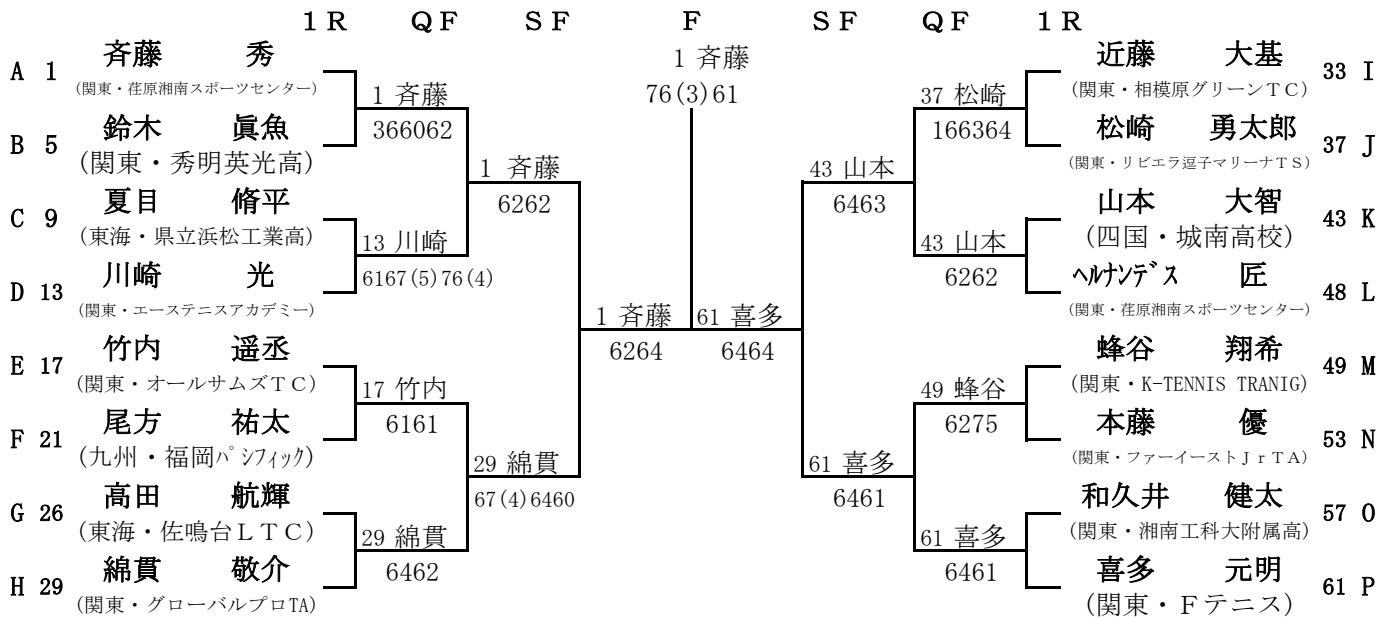 １Ｒ ＱＦ ＳＦ Ｆ ＳＦ ＱＦ １Ｒ
A 1 斉藤 秀
(関東・荏原湘南スポーツセンター)
B 5 鈴木 眞魚
(関東・秀明英光高)
C 9 夏目 脩平
(東海・県立浜松工業高)
D 13 川崎 光
(関東・エーステニスアカデミー)
E 17 竹内 遥丞
(関東・オールサムズＴＣ)
F 21 尾方 祐太
(九州・福岡ﾊﾟｼﾌｨｯｸ)
G 26 高田 航輝
(東海・佐鳴台ＬＴＣ)
H 29 綿貫 敬介
(関東・グローバルプロTA)
1 斉藤
366062
13 川崎
6167(5)76(4)
17 竹内
6161
29 綿貫
6462
1 斉藤
6262
29 綿貫
67(4)6460
1 斉藤
6264
1 斉藤
76(3)61
61 喜多
6464
43 山本
6463
61 喜多
6461
37 松崎
166364
43 山本
6262
49 蜂谷
6275
61 喜多
6461
近藤 大基 33 I
(関東・相模原グリーンＴＣ)
松崎 勇太郎 37 J
(関東・リビエラ逗子マリーナＴＳ)
山本 大智 43 K
(四国・城南高校)
ﾍﾙﾅﾝﾃﾞｽ 匠 48 L
(関東・荏原湘南スポーツセンター)
蜂谷 翔希 49 M
(関東・K-TENNIS TRANIG)
本藤 優 53 N
(関東・ファーイーストＪｒＴＡ)
和久井 健太 57 O
(関東・湘南工科大附属高)
喜多 元明 61 P
(関東・Ｆテニス)